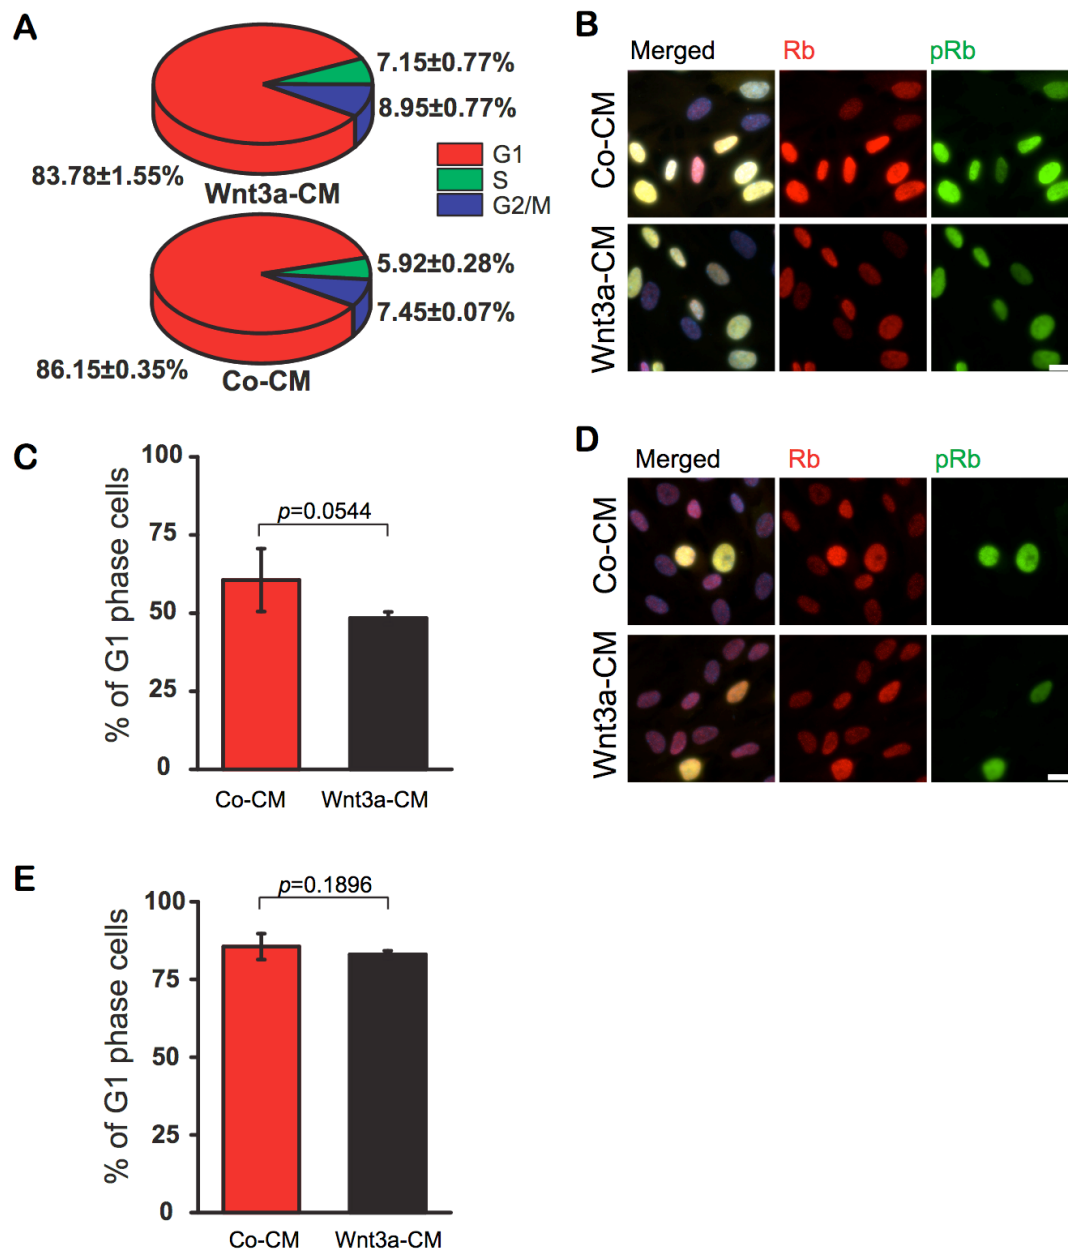 A
7.15±0.77%
8.95±0.77%
83.78±1.55%
Wnt3a-CM
G1
S
G2/M
5.92±0.28%
7.45±0.07%
86.15±0.35%
Co-CM
B
Merged Rb pRb
Co-CM
Wnt3a-CM
C
% of G1 phase cells
100
75
50
25
0
p=0.0544
Co-CM Wnt3a-CM
D
Merged Rb pRb
Co-CM
Wnt3a-CM
E
% of G1 phase cells
100
75
50
25
0
p=0.1896
Co-CM Wnt3a-CM